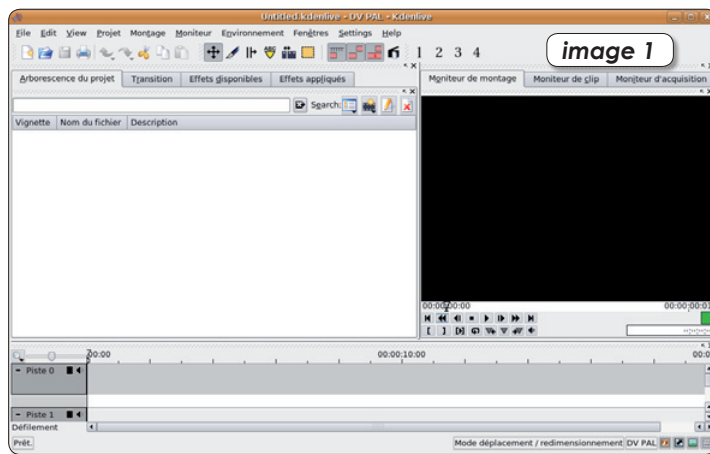 Untitled.kdenlive - DV PAL - Kdenlive
File Edit View Projet Montage Moniteur Environnement Fenêtres Settings Help
1 2 3 4
image 1
Arborescence du projet Transition Effets disponibles Effets appliqués
Moniteur de montage Moniteur de clip Moniteur d'acquisition
Search:
Vignette Nom du fichier Description
00:00:00:00
00:00 00:00:10:00
Piste 0
Piste 1
Défilement
Prêt.
Mode déplacement / redimensionnement DV PAL